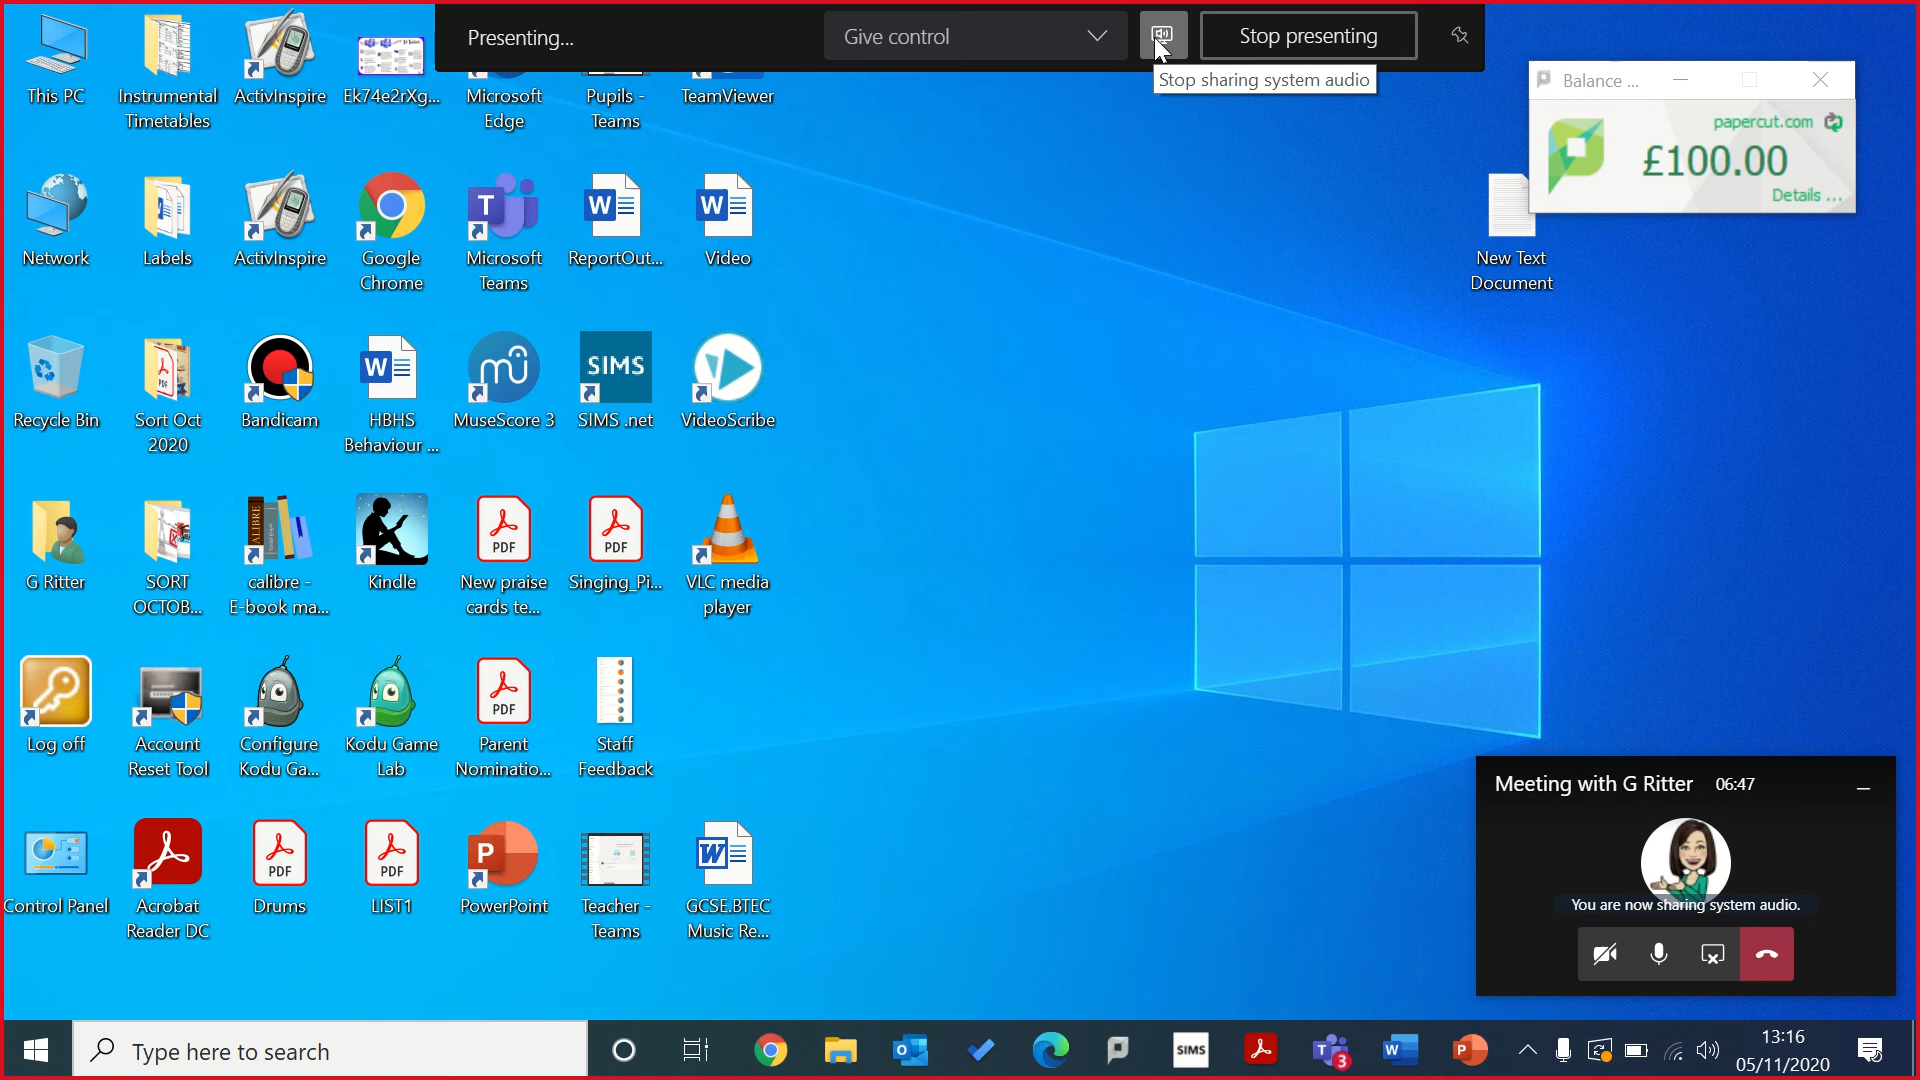 Presenting...
Give control
Stop presenting
Stop sharing system audio
This PC
Instrumental
Timetables
ActivInspire
Ek74e2rXg...
Microsoft
Edge
Pupils -
Teams
TeamViewer
Balance ...
papercut.com
£100.00
Details ...
Network
Labels
ActivInspire
Google
Chrome
T
Microsoft
Teams
W
ReportOut...
W
Video
New Text
Document
Recycle Bin
Sort Oct
2020
Bandicam
W
HBHS
Behaviour ...
MuseScore 3
SIMS
SIMS .net
VideoScribe
G Ritter
SORT
OCTOB...
CALIBRE
calibre -
E-book ma...
Kindle
PDF
New praise
cards te...
PDF
Singing_Pi...
VLC media
player
Log off
Account
Reset Tool
Configure
Kodu Ga...
Kodu Game
Lab
PDF
Parent
Nominatio...
Staff
Feedback
Meeting with G Ritter 06:47
You are now sharing system audio.
Control Panel
Acrobat
Reader DC
PDF
Drums
PDF
LIST1
P
PowerPoint
Teacher -
Teams
W
GCSE.BTEC
Music Re...
Type here to search
SIMS
3
13:16
05/11/2020